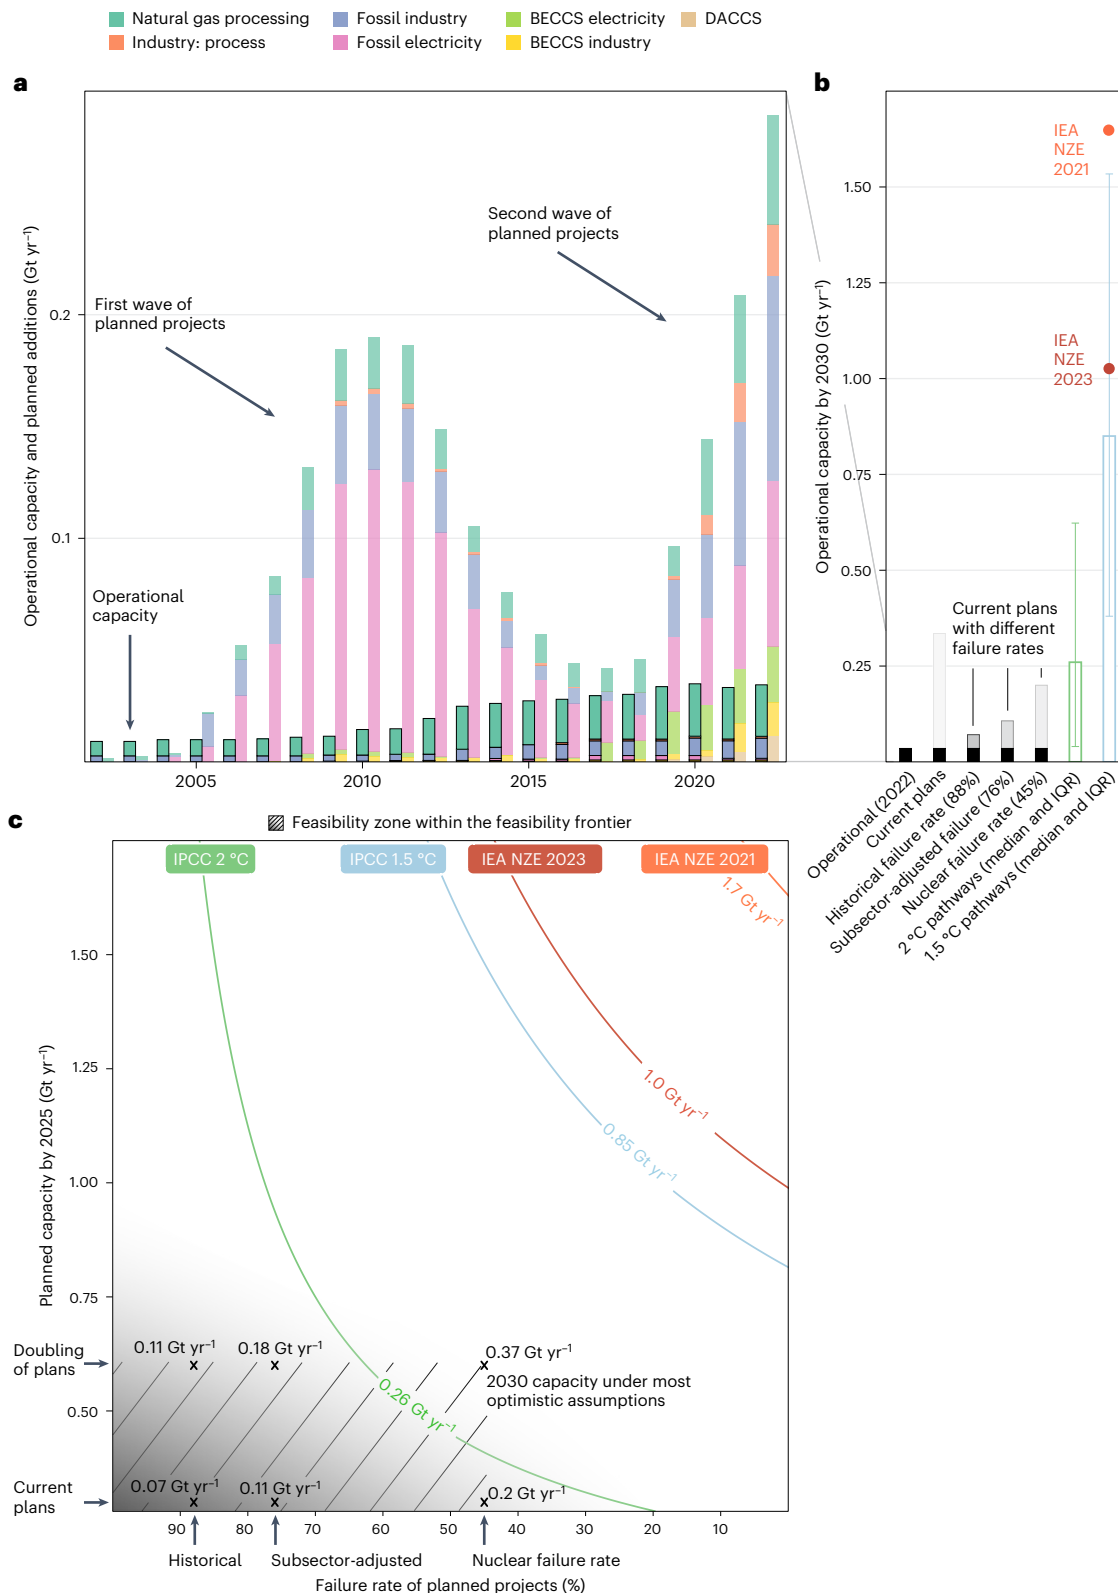 Natural gas processing
Industry: process
Fossil industry
Fossil electricity
BECCS electricity
BECCS industry
DACCS
a
Operational capacity and planned additions (Gt yr⁻¹)
0.2
0.1
First wave of
planned projects
Second wave of
planned projects
Operational
capacity
2005
2010
2015
2020
b
Operational capacity by 2030 (Gt yr⁻¹)
1.50
1.25
1.00
0.75
0.50
0.25
IEA
NZE
2021
IEA
NZE
2023
Current plans
with different
failure rates
Operational (2022)
Current plans
Historical failure rate (88%)
Subsector-adjusted failure (76%)
Nuclear failure rate (45%)
2 °C pathways (median and IQR)
1.5 °C pathways (median and IQR)
c
Feasibility zone within the feasibility frontier
IPCC 2 °C
IPCC 1.5 °C
IEA NZE 2023
IEA NZE 2021
1.7 Gt yr⁻¹
1.0 Gt yr⁻¹
0.85 Gt yr⁻¹
0.26 Gt yr⁻¹
Planned capacity by 2025 (Gt yr⁻¹)
1.50
1.25
1.00
0.75
0.50
Doubling
of plans
0.11 Gt yr⁻¹
0.18 Gt yr⁻¹
0.37 Gt yr⁻¹
2030 capacity under most
optimistic assumptions
Current
plans
0.07 Gt yr⁻¹
0.11 Gt yr⁻¹
0.2 Gt yr⁻¹
90
80
70
60
50
40
30
20
10
Historical
Subsector-adjusted
Nuclear failure rate
Failure rate of planned projects (%)